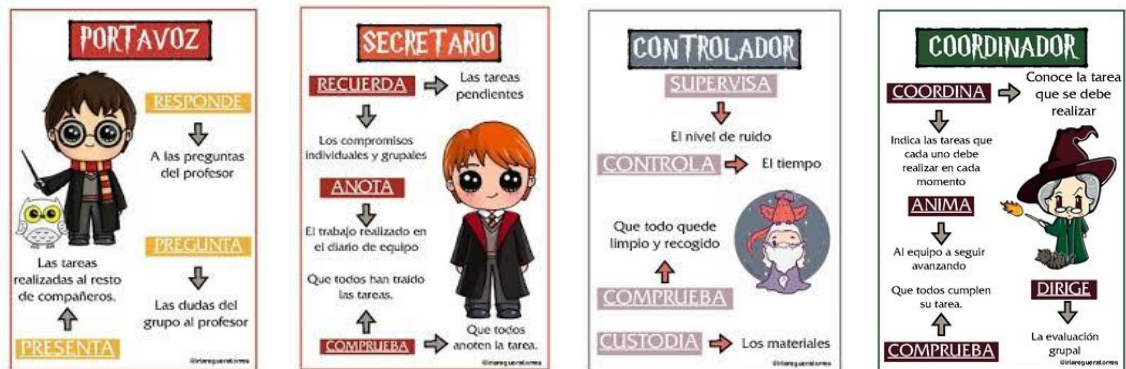 PORTAVOZ
RESPONDE
A las preguntas
del profesor
PREGUNTA
Las dudas del
grupo al profesor
Las tareas
realizadas al resto
de compañeros.
PRESENTA
@iriaregueratorres
SECRETARIO
RECUERDA
Las tareas
pendientes
Los compromisos
individuales y grupales
ANOTA
El trabajo realizado en
el diario de equipo
Que todos han traído
las tareas.
COMPRUEBA
Que todos
anoten la tarea.
@iriaregueratorres
CONTROLADOR
SUPERVISA
El nivel de ruido
CONTROLA
El tiempo
Que todo quede
limpio y recogido
COMPRUEBA
CUSTODIA
Los materiales
@iriaregueratorres
COORDINADOR
COORDINA
Conoce la tarea
que se debe
realizar
Indica las tareas que
cada uno debe
realizar en cada
momento
ANIMA
Al equipo a seguir
avanzando
Que todos cumplen
su tarea.
COMPRUEBA
DIRIGE
La evaluación
grupal
@iriaregueratorres